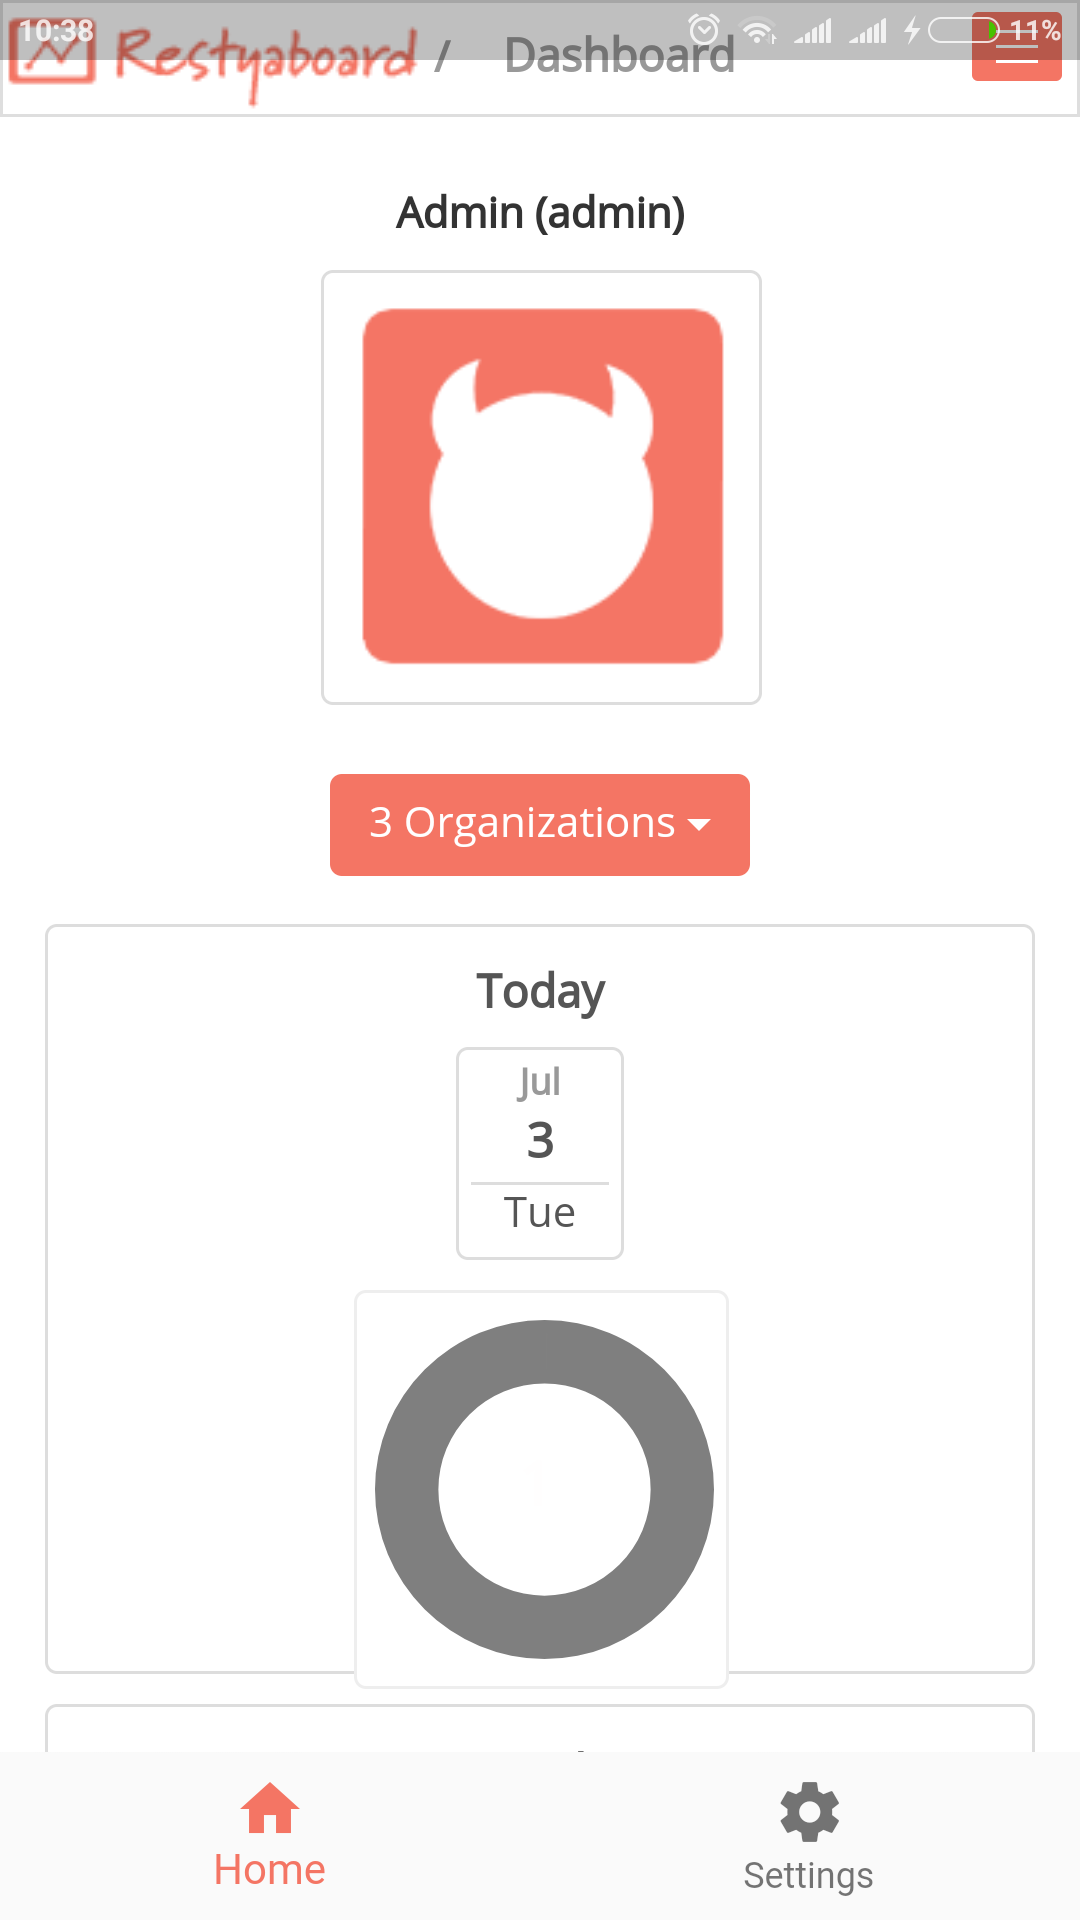 10:38
11%
Restyaboard / Dashboard
Admin (admin)
3 Organizations
Today
Jul
3
Tue
Home
Settings